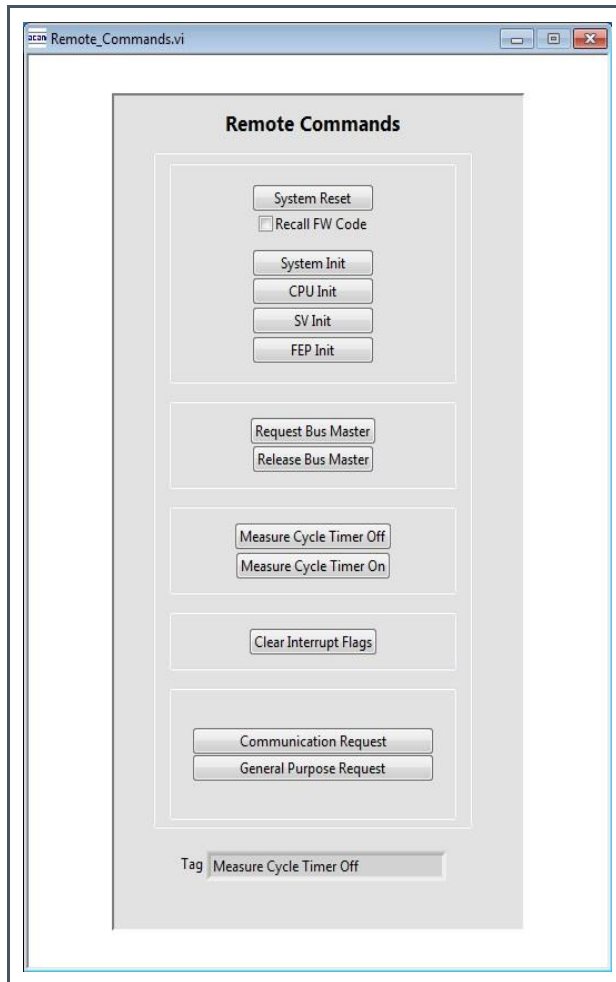 acan Remote_Commands.vi
Remote Commands
System Reset
Recall FW Code
System Init
CPU Init
SV Init
FEP Init
Request Bus Master
Release Bus Master
Measure Cycle Timer Off
Measure Cycle Timer On
Clear Interrupt Flags
Communication Request
General Purpose Request
Tag Measure Cycle Timer Off